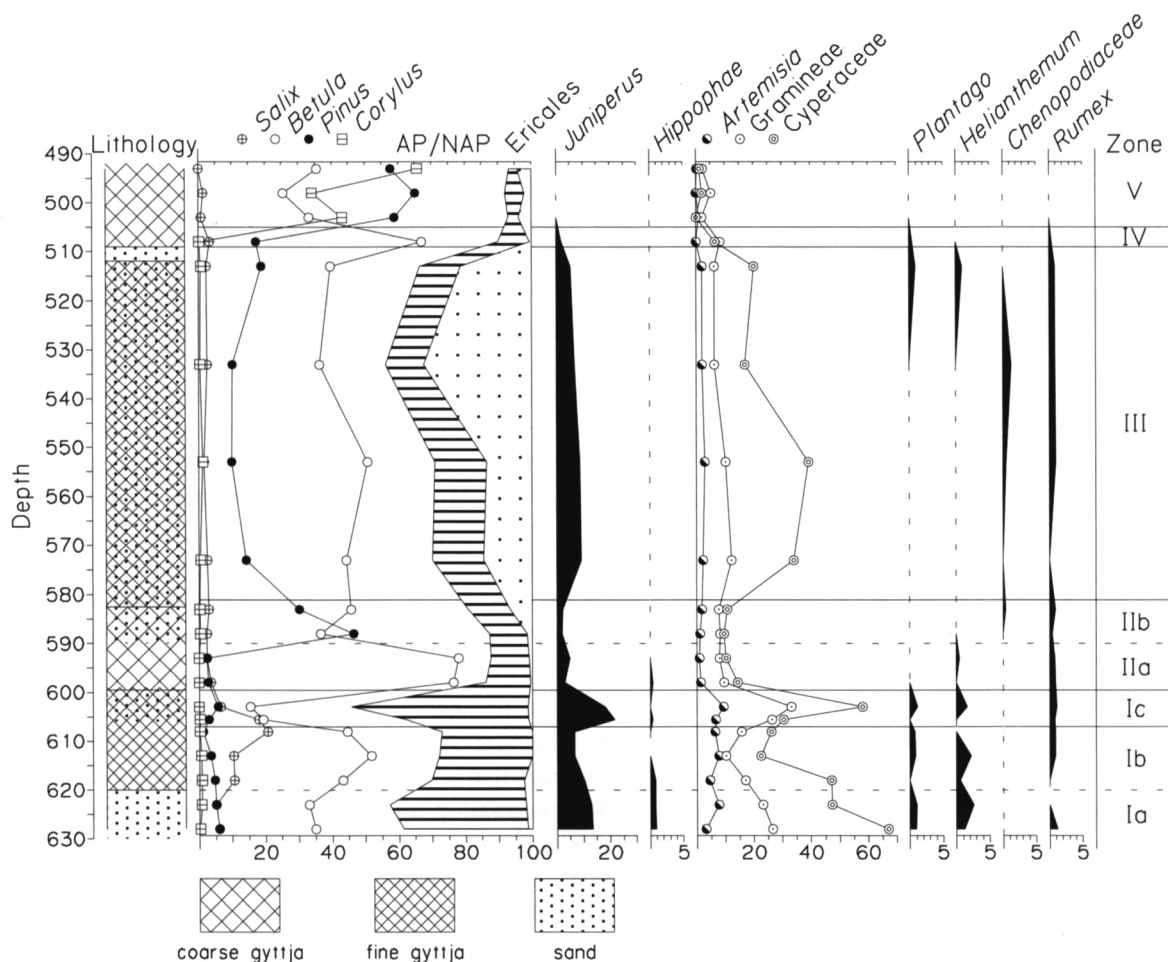 Salix
Betula
Pinus
Corylus
AP/NAP
Ericales
Juniperus
Hippophae
Artemisia
Gramineae
Cyperaceae
Plantago
Helianthemum
Chenopodiaceae
Rumex
Lithology
Zone
490
500
510
520
530
540
550
560
570
580
590
600
610
620
630
Depth
V
IV
III
IIb
IIa
Ic
Ib
Ia
20 40 60 80 100 20 5 20 40 60 5 5 5 5
coarse gyttja
fine gyttja
sand